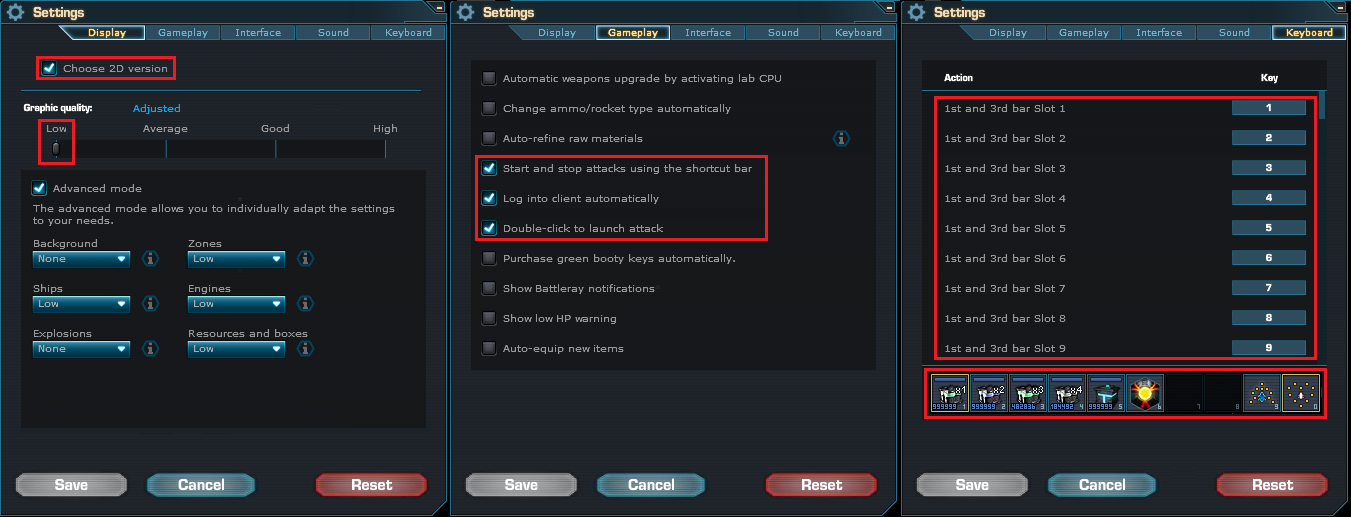 Settings
Display Gameplay Interface Sound Keyboard
Choose 2D version
Graphic quality: Adjusted
Low Average Good High
Advanced mode
The advanced mode allows you to individually adapt the settings
to your needs.
Background Zones
None Low
Ships Engines
Low Low
Explosions Resources and boxes
None Low
Save Cancel Reset
Settings
Display Gameplay Interface Sound Keyboard
Automatic weapons upgrade by activating lab CPU
Change ammo/rocket type automatically
Auto-refine raw materials
Start and stop attacks using the shortcut bar
Log into client automatically
Double-click to launch attack
Purchase green booty keys automatically.
Show Battleray notifications
Show low HP warning
Auto-equip new items
Save Cancel Reset
Settings
Display Gameplay Interface Sound Keyboard
Action Key
1st and 3rd bar Slot 1 1
1st and 3rd bar Slot 2 2
1st and 3rd bar Slot 3 3
1st and 3rd bar Slot 4 4
1st and 3rd bar Slot 5 5
1st and 3rd bar Slot 6 6
1st and 3rd bar Slot 7 7
1st and 3rd bar Slot 8 8
1st and 3rd bar Slot 9 9
x1 x2 x3 x4
999999 1 999999 2 3 4 999999 5 6 7 8 9 0
Save Cancel Reset